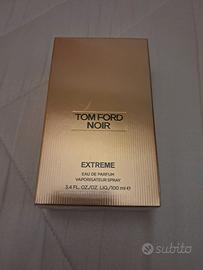 TOM FORD
NOIR
EXTREME
EAU DE PARFUM
VAPORISATEUR SPRAY
3.4 FL.OZ./OZ. LIQ./100 ml ℮
subito